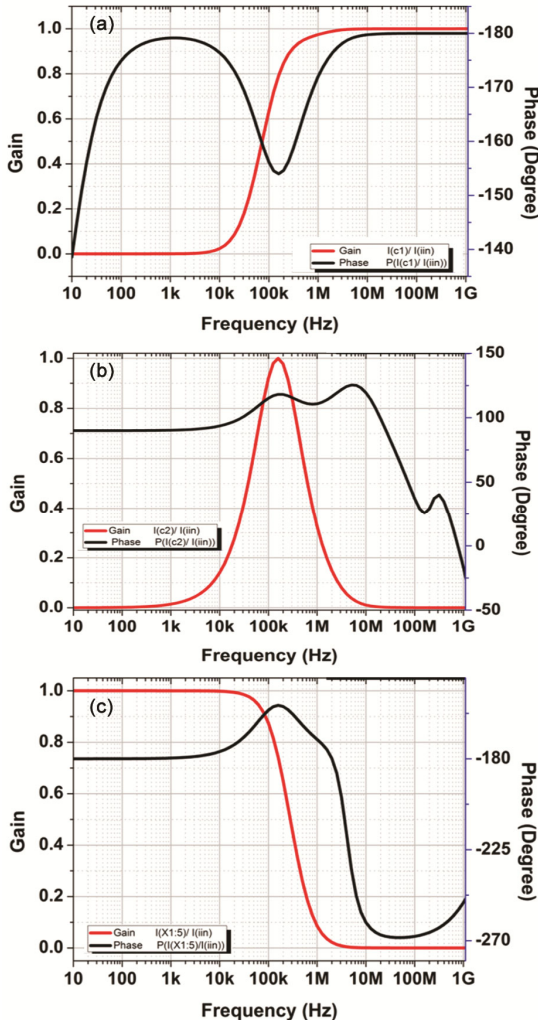 (a)
1.0
0.8
0.6
0.4
0.2
0.0
Gain
-180
-170
-160
-150
-140
Phase (Degree)
Gain I(c1)/ I(iin)
Phase P(I(c1)/ I(iin))
10 100 1k 10k 100k 1M 10M 100M 1G
Frequency (Hz)
(b)
1.0
0.8
0.6
0.4
0.2
0.0
Gain
150
100
50
0
-50
Phase (Degree)
Gain I(c2)/ I(iin)
Phase P(I(c2)/ I(iin))
10 100 1k 10k 100k 1M 10M 100M 1G
Frequency (Hz)
(c)
1.0
0.8
0.6
0.4
0.2
0.0
Gain
-180
-225
-270
Phase (Degree)
Gain I(X1:5)/ I(iin)
Phase P(I(X1:5)/I(iin))
10 100 1k 10k 100k 1M 10M 100M 1G
Frequency (Hz)